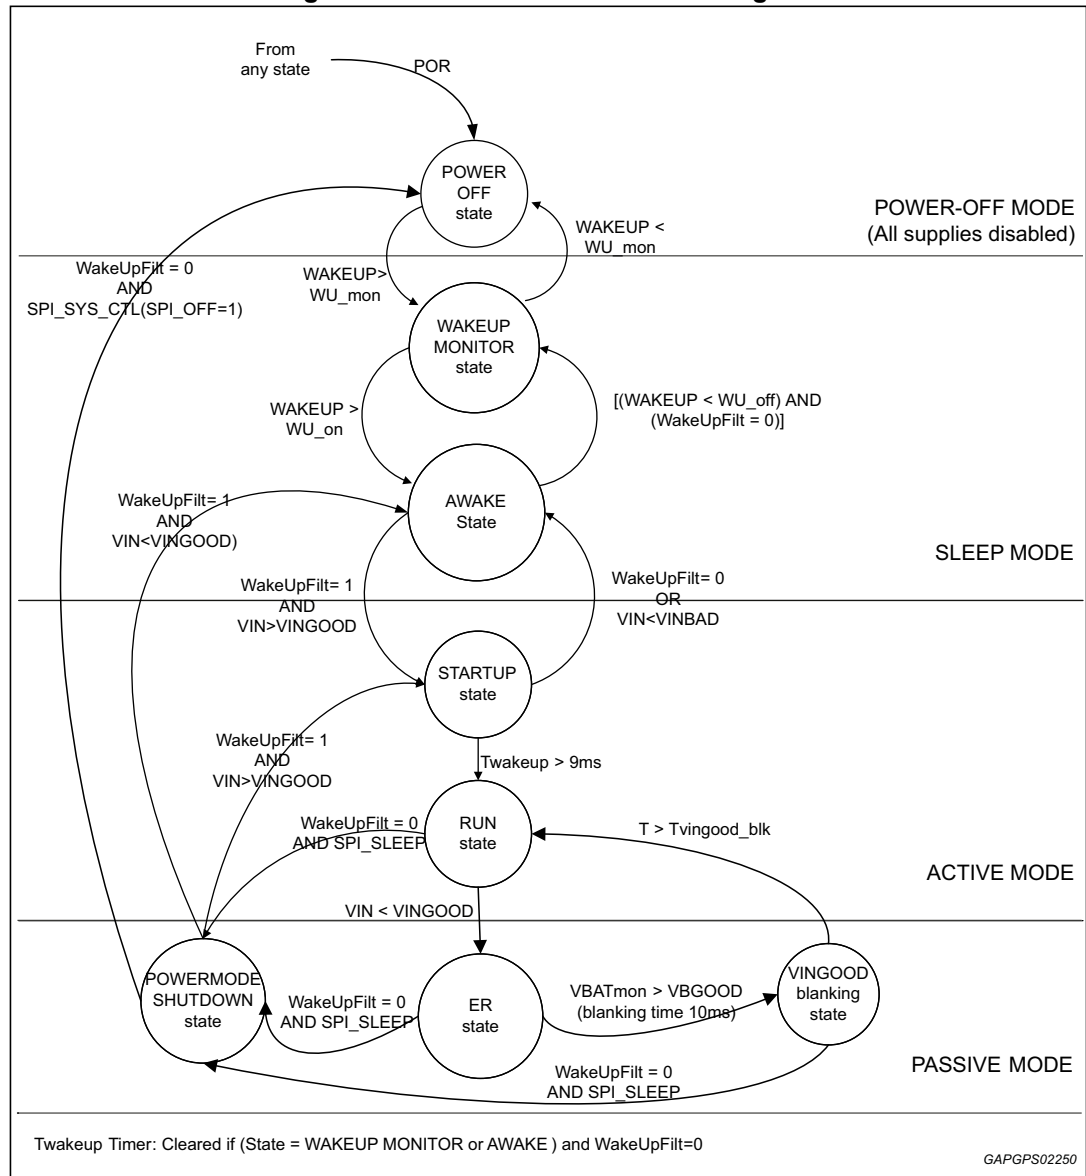 From
any state
POR
POWER
OFF
state
POWER-OFF MODE
(All supplies disabled)
WAKEUP <
WU_mon
WakeUpFilt = 0
AND
SPI_SYS_CTL(SPI_OFF=1)
WAKEUP>
WU_mon
WAKEUP
MONITOR
state
WAKEUP >
WU_on
[(WAKEUP < WU_off) AND
(WakeUpFilt = 0)]
AWAKE
State
WakeUpFilt= 1
AND
VIN<VINGOOD)
SLEEP MODE
WakeUpFilt= 1
AND
VIN>VINGOOD
WakeUpFilt= 0
OR
VIN<VINBAD
STARTUP
state
WakeUpFilt= 1
AND
VIN>VINGOOD
Twakeup > 9ms
WakeUpFilt = 0
AND SPI_SLEEP
RUN
state
T > Tvingood_blk
ACTIVE MODE
VIN < VINGOOD
POWERMODE
SHUTDOWN
state
WakeUpFilt = 0
AND SPI_SLEEP
ER
state
VBATmon > VBGOOD
(blanking time 10ms)
VINGOOD
blanking
state
PASSIVE MODE
WakeUpFilt = 0
AND SPI_SLEEP
Twakeup Timer: Cleared if (State = WAKEUP MONITOR or AWAKE ) and WakeUpFilt=0
GAPGPS02250